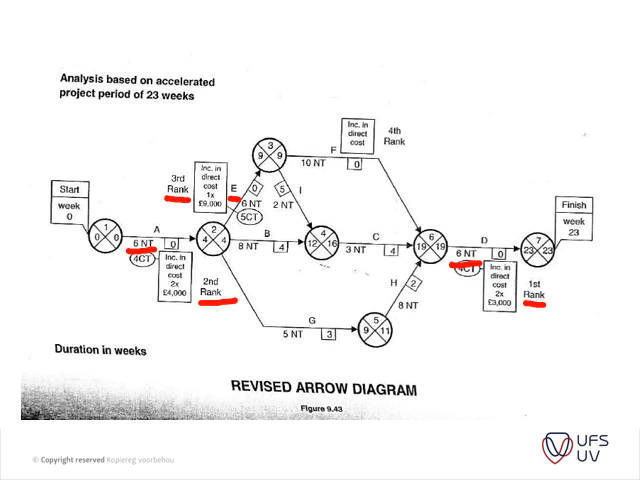 Analysis based on accelerated
project period of 23 weeks
Start
week
0
Finish
week
23
1
0 0
A
6 NT
0
4CT
Inc. in
direct
cost
2x
£4,000
2nd
Rank
2
4 4
3rd
Rank
Inc. in
direct
cost
1x
£9,000
E
0
6 NT
5CT
3
9 9
F
10 NT
0
Inc. in
direct
cost
4th
Rank
5
I
2 NT
B
8 NT
4
4
12 16
C
3 NT
4
G
5 NT
3
5
9 11
H
2
8 NT
6
19 19
D
6 NT
0
4CT
Inc. in
direct
cost
2x
£3,000
1st
Rank
7
23 23
Duration in weeks
REVISED ARROW DIAGRAM
Figure 9.43
© Copyright reserved Kopiereg voorbehou
UFS
UV